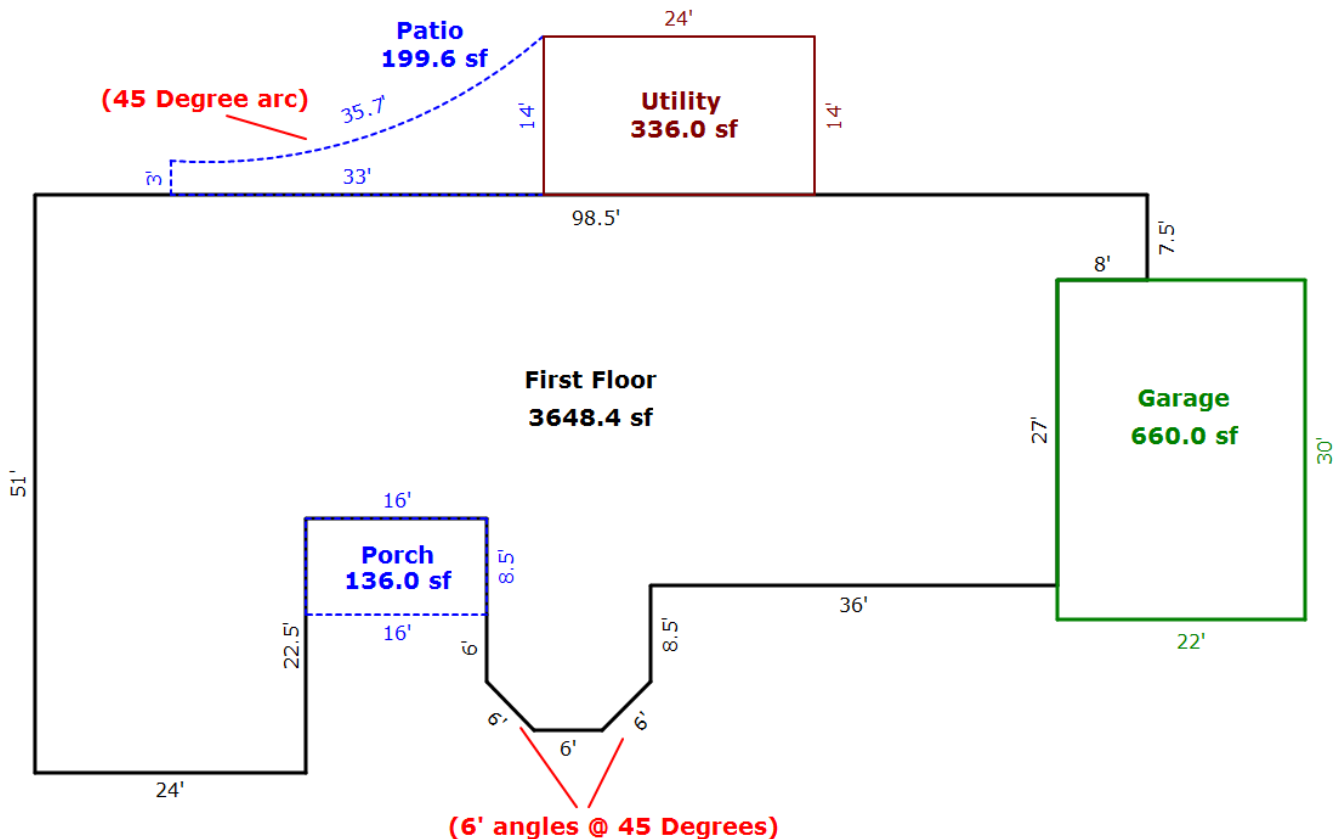 24'
Patio
199.6 sf
(45 Degree arc)
35.7'
14'
Utility
336.0 sf
14'
3'
33'
98.5'
7.5'
8'
First Floor
3648.4 sf
Garage
660.0 sf
27'
30'
51'
16'
Porch
136.0 sf
8.5'
16'
36'
22.5'
6'
8.5'
22'
6'
6'
6'
24'
(6' angles @ 45 Degrees)